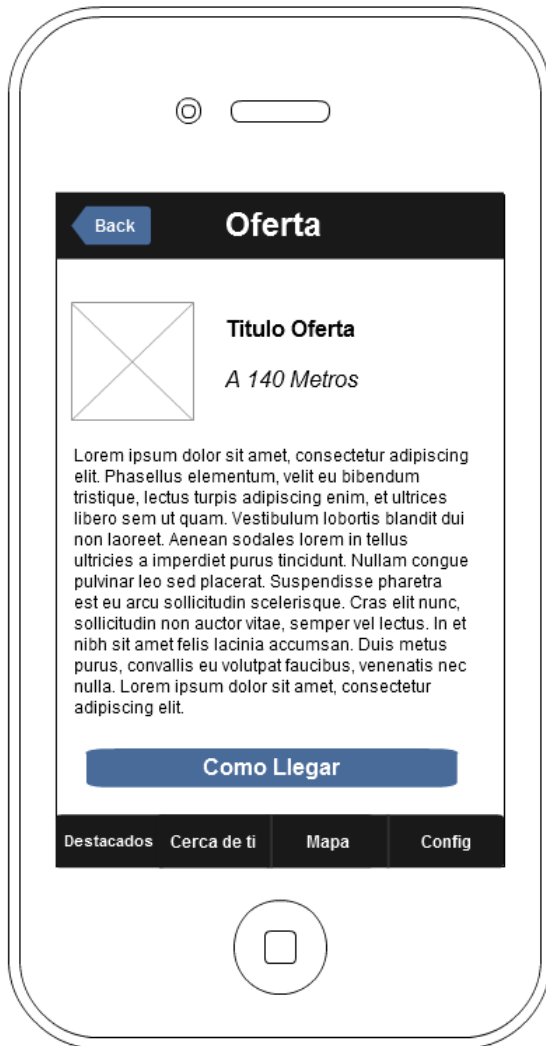 Back
Oferta
Titulo Oferta
A 140 Metros
Lorem ipsum dolor sit amet, consectetur adipiscing
elit. Phasellus elementum, velit eu bibendum
tristique, lectus turpis adipiscing enim, et ultrices
libero sem ut quam. Vestibulum lobortis blandit dui
non laoreet. Aenean sodales lorem in tellus
ultricies a imperdiet purus tincidunt. Nullam congue
pulvinar leo sed placerat. Suspendisse pharetra
est eu arcu sollicitudin scelerisque. Cras elit nunc,
sollicitudin non auctor vitae, semper vel lectus. In et
nibh sit amet felis lacinia accumsan. Duis metus
purus, convallis eu volutpat faucibus, venenatis nec
nulla. Lorem ipsum dolor sit amet, consectetur
adipiscing elit.
Como Llegar
Destacados Cerca de ti Mapa Config